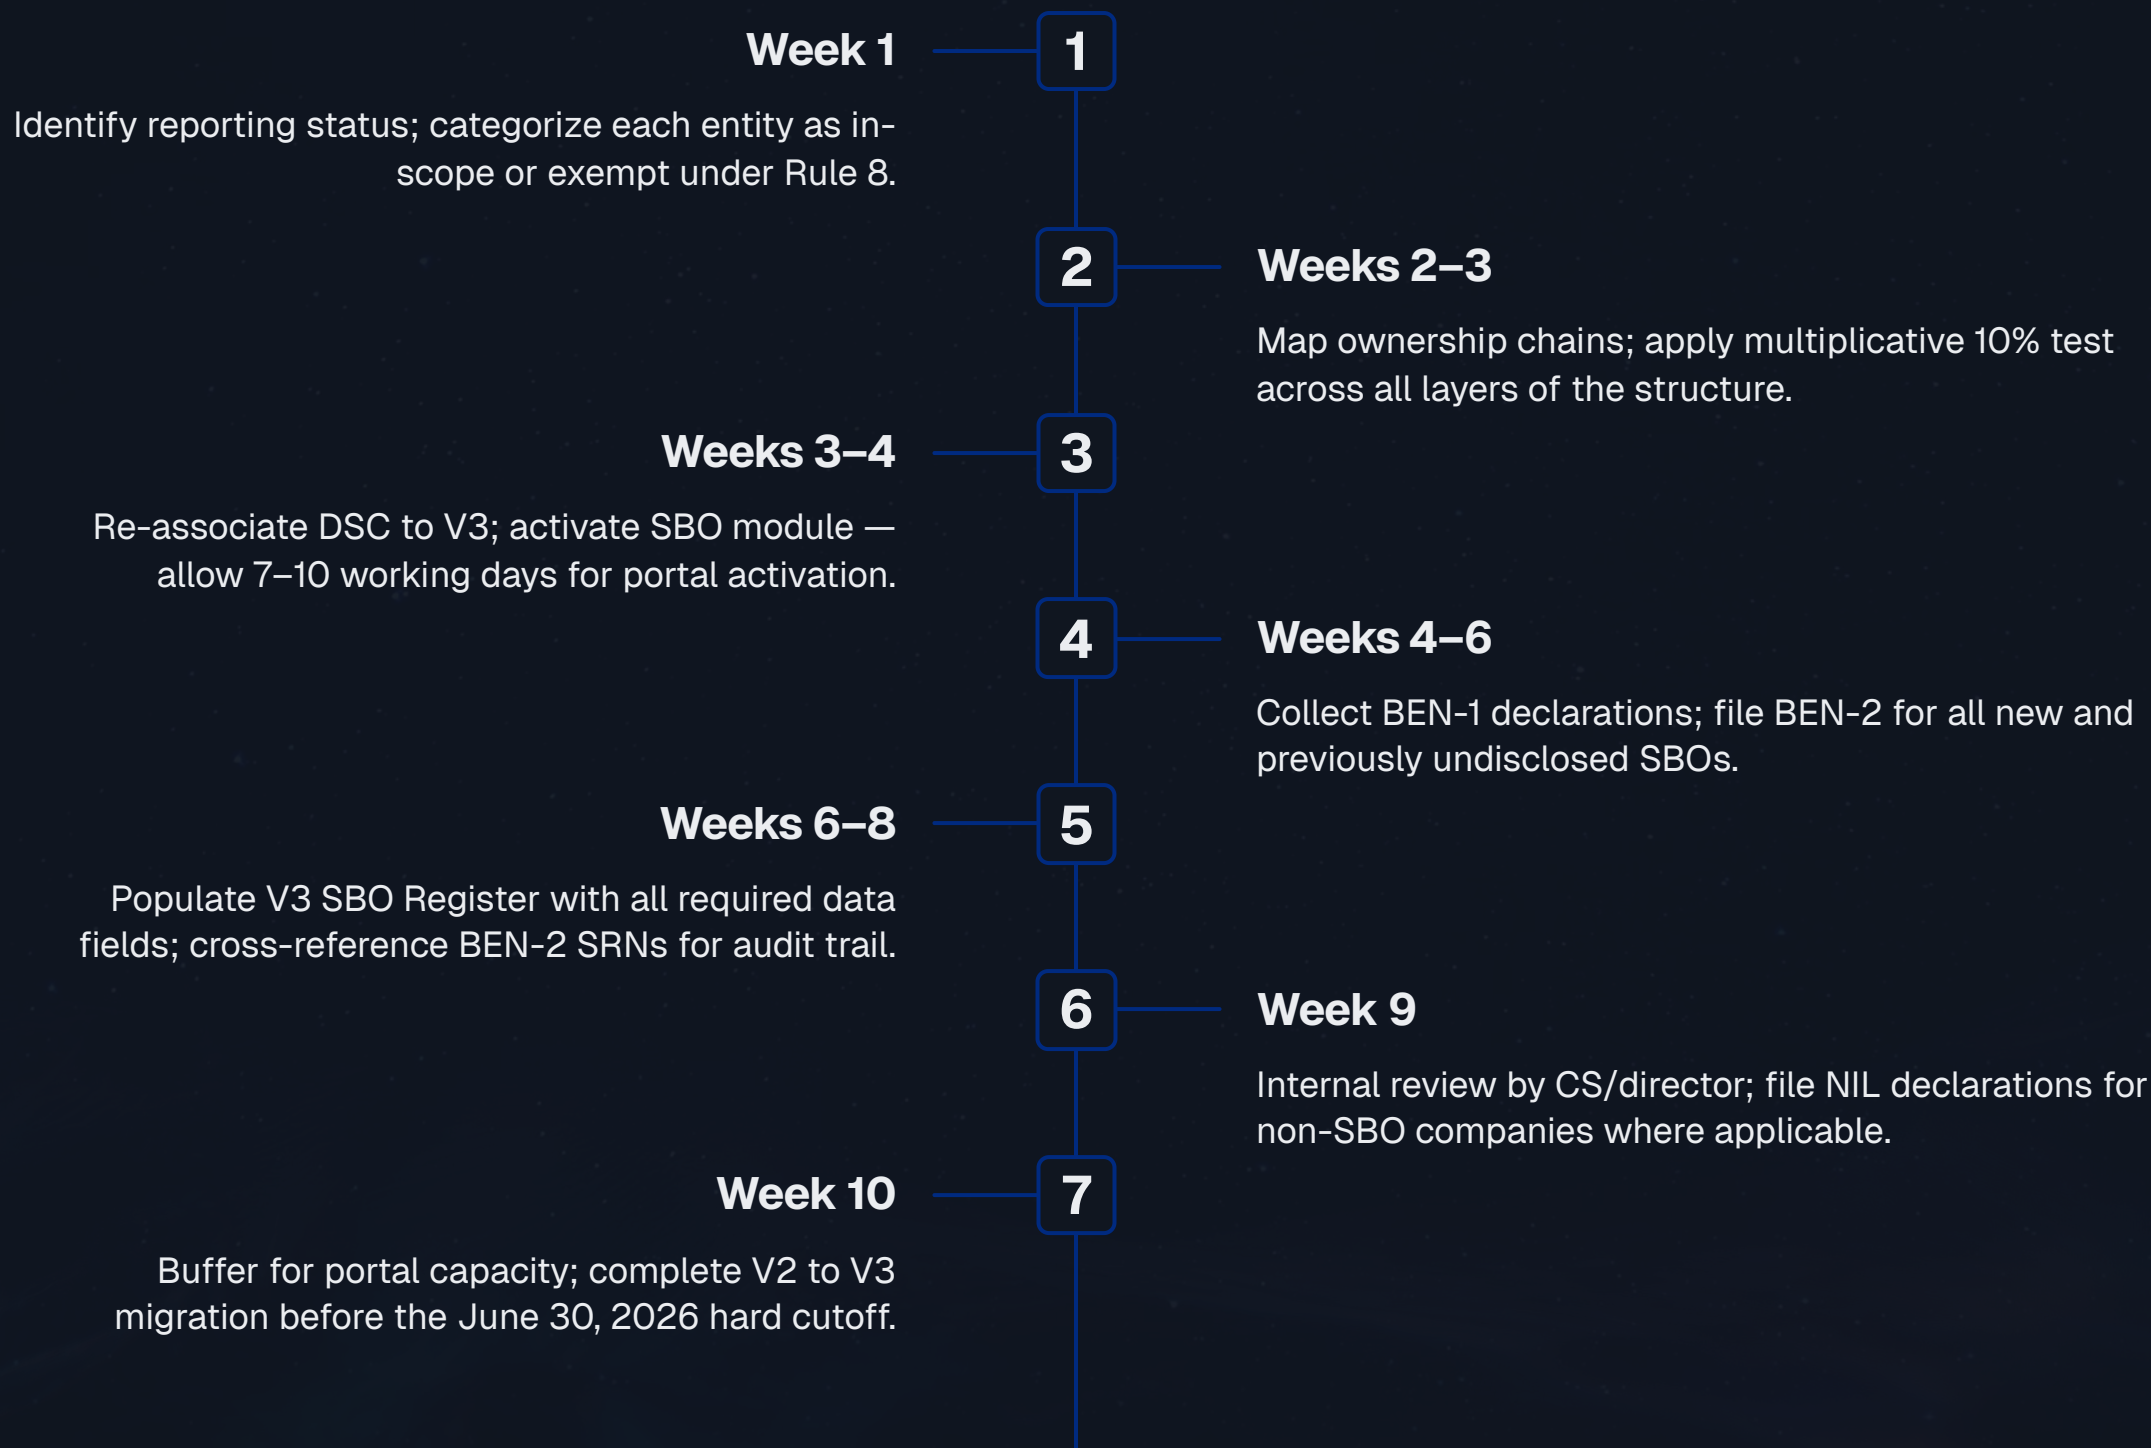 Week 1
1
Identify reporting status; categorize each entity as in-
scope or exempt under Rule 8.
2
Weeks 2–3
Map ownership chains; apply multiplicative 10% test
across all layers of the structure.
Weeks 3–4
3
Re-associate DSC to V3; activate SBO module —
allow 7–10 working days for portal activation.
4
Weeks 4–6
Collect BEN-1 declarations; file BEN-2 for all new and
previously undisclosed SBOs.
Weeks 6–8
5
Populate V3 SBO Register with all required data
fields; cross-reference BEN-2 SRNs for audit trail.
6
Week 9
Internal review by CS/director; file NIL declarations for
non-SBO companies where applicable.
Week 10
7
Buffer for portal capacity; complete V2 to V3
migration before the June 30, 2026 hard cutoff.